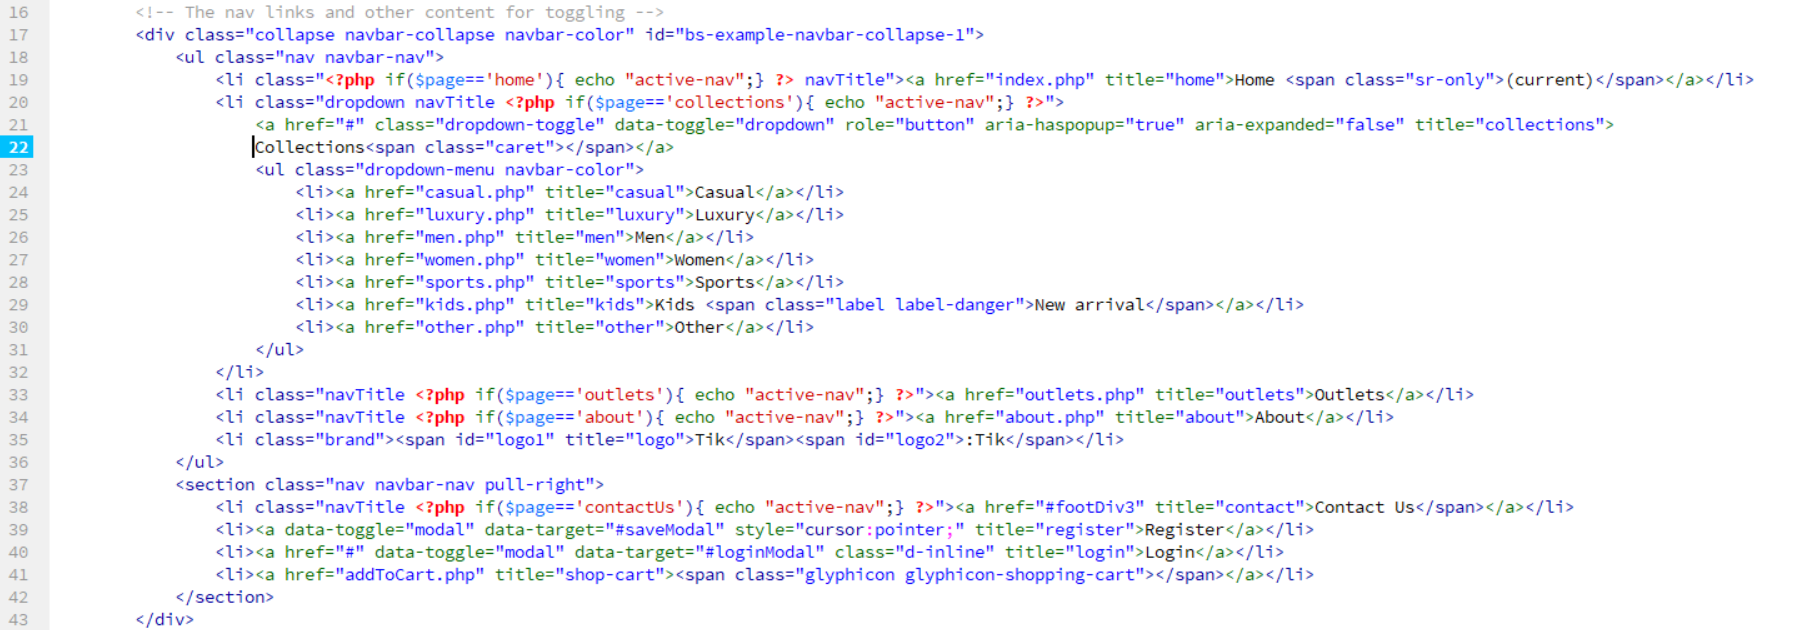 16 <!-- The nav links and other content for toggling -->
17 <div class="collapse navbar-collapse navbar-color" id="bs-example-navbar-collapse-1">
18 <ul class="nav navbar-nav">
19 <li class="<?php if($page=='home'){ echo "active-nav";} ?> navTitle"><a href="index.php" title="home">Home <span class="sr-only">(current)</span></a></li>
20 <li class="dropdown navTitle <?php if($page=='collections'){ echo "active-nav";} ?>">
21 <a href="#" class="dropdown-toggle" data-toggle="dropdown" role="button" aria-haspopup="true" aria-expanded="false" title="collections">
22 Collections<span class="caret"></span></a>
23 <ul class="dropdown-menu navbar-color">
24 <li><a href="casual.php" title="casual">Casual</a></li>
25 <li><a href="luxury.php" title="luxury">Luxury</a></li>
26 <li><a href="men.php" title="men">Men</a></li>
27 <li><a href="women.php" title="women">Women</a></li>
28 <li><a href="sports.php" title="sports">Sports</a></li>
29 <li><a href="kids.php" title="kids">Kids <span class="label label-danger">New arrival</span></a></li>
30 <li><a href="other.php" title="other">Other</a></li>
31 </ul>
32 </li>
33 <li class="navTitle <?php if($page=='outlets'){ echo "active-nav";} ?>"><a href="outlets.php" title="outlets">Outlets</a></li>
34 <li class="navTitle <?php if($page=='about'){ echo "active-nav";} ?>"><a href="about.php" title="about">About</a></li>
35 <li class="brand"><span id="logo1" title="logo">Tik</span><span id="logo2">:Tik</span></li>
36 </ul>
37 <section class="nav navbar-nav pull-right">
38 <li class="navTitle <?php if($page=='contactUs'){ echo "active-nav";} ?>"><a href="#footDiv3" title="contact">Contact Us</span></a></li>
39 <li><a data-toggle="modal" data-target="#saveModal" style="cursor:pointer;" title="register">Register</a></li>
40 <li><a href="#" data-toggle="modal" data-target="#loginModal" class="d-inline" title="login">Login</a></li>
41 <li><a href="addToCart.php" title="shop-cart"><span class="glyphicon glyphicon-shopping-cart"></span></a></li>
42 </section>
43 </div>